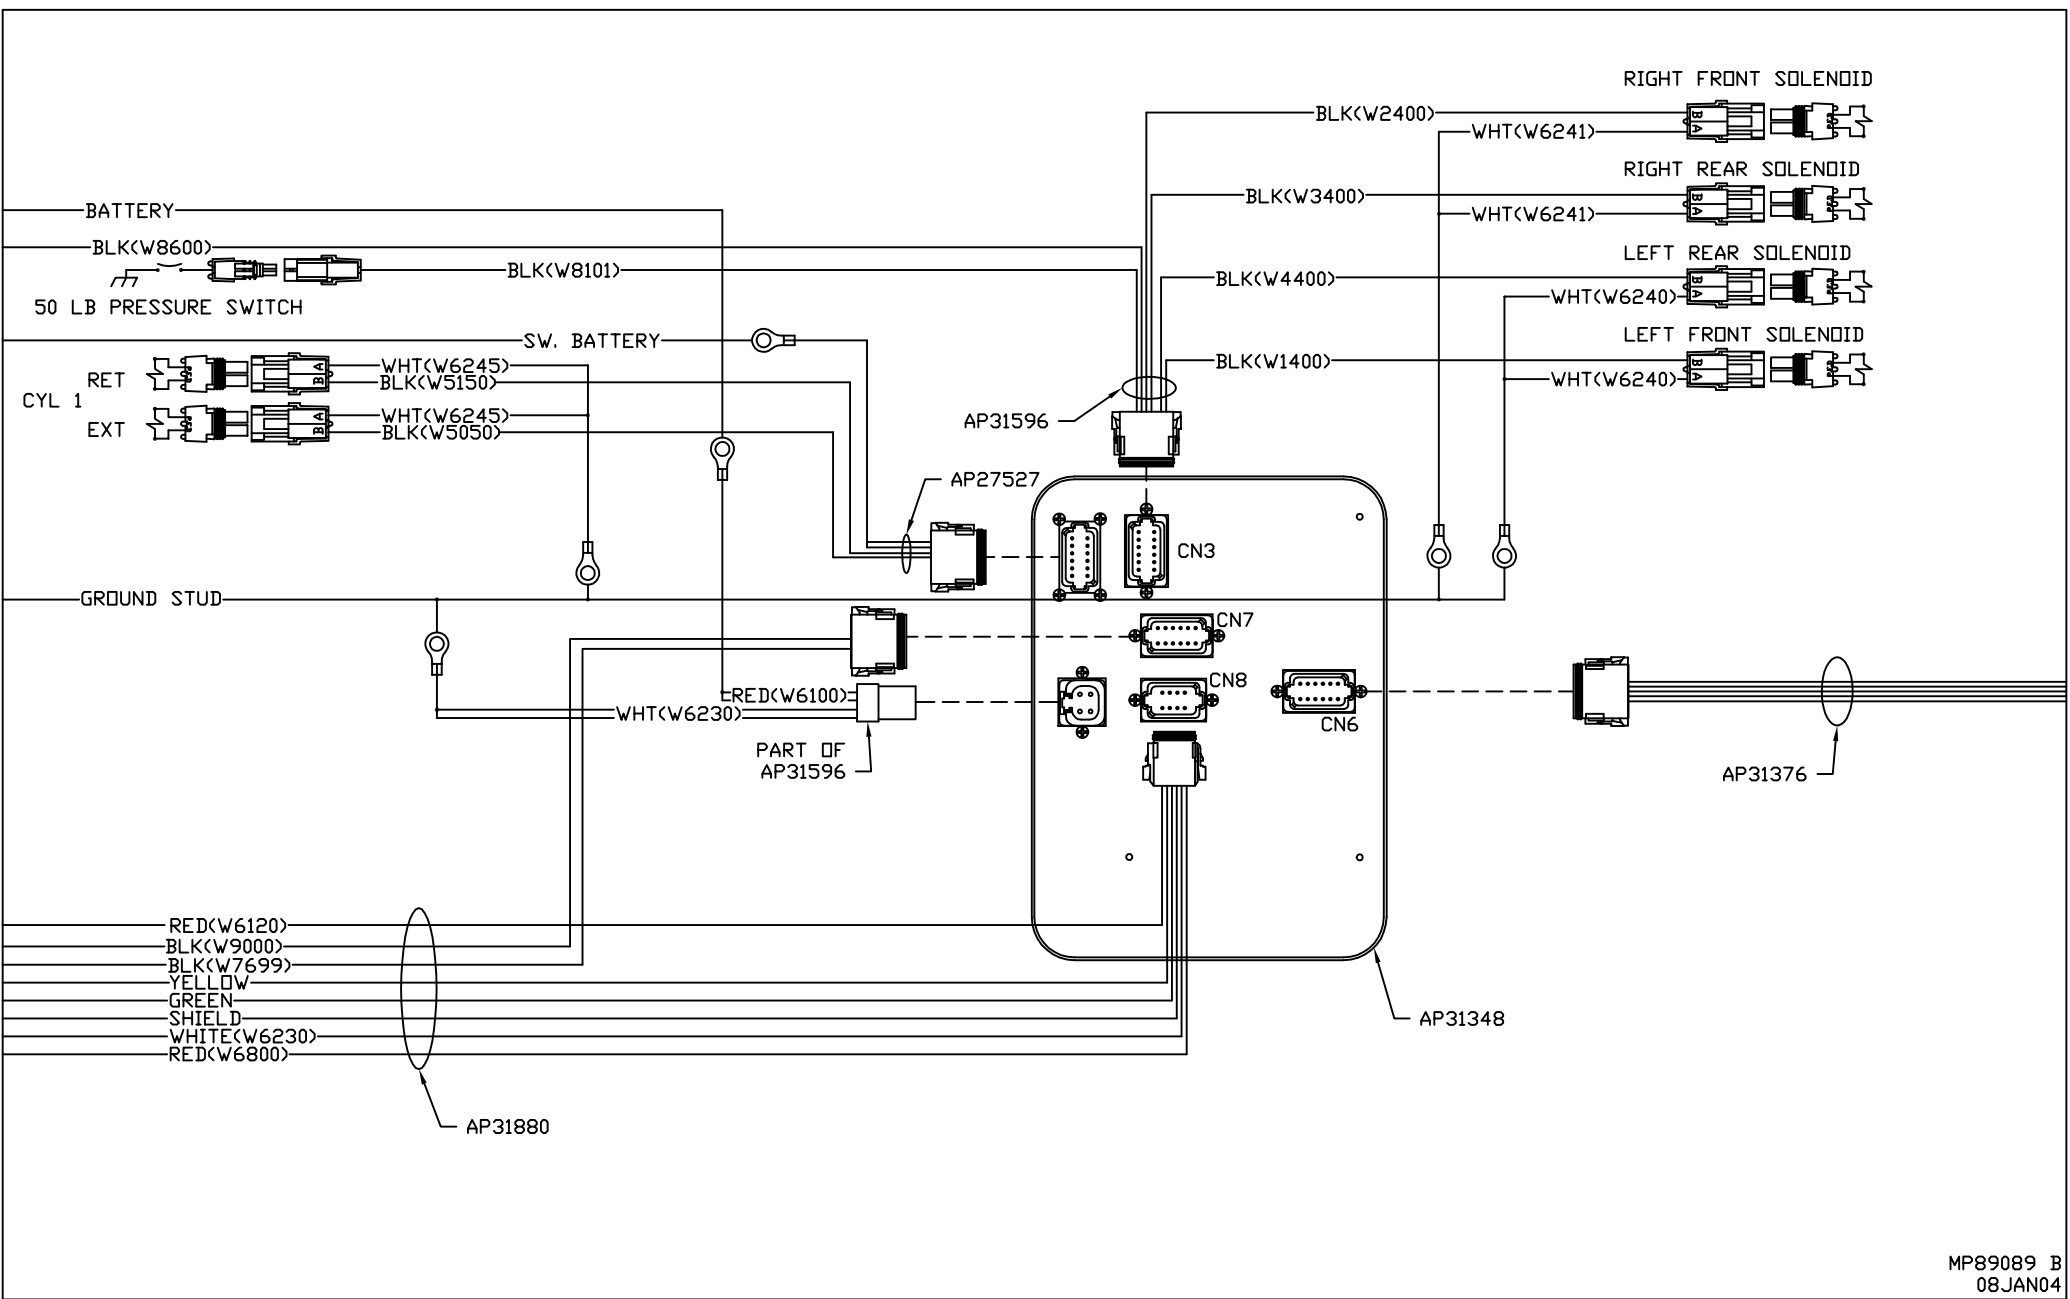 RIGHT FRONT SOLENOID
BLK(W2400)
WHT(W6241)
B
A
RIGHT REAR SOLENOID
BLK(W3400)
WHT(W6241)
B
A
BATTERY
BLK(W8600)
BLK(W8101)
50 LB PRESSURE SWITCH
LEFT REAR SOLENOID
BLK(W4400)
WHT(W6240)
B
A
SW. BATTERY
LEFT FRONT SOLENOID
BLK(W1400)
WHT(W6240)
B
A
RET
WHT(W6245)
BLK(W5150)
A
B
CYL 1
EXT
WHT(W6245)
BLK(W5050)
A
B
AP31596
AP27527
CN3
GROUND STUD
CN7
CN8
CN6
RED(W6100)
WHT(W6230)
PART OF
AP31596
AP31376
RED(W6120)
BLK(W9000)
BLK(W7699)
YELLOW
GREEN
SHIELD
WHITE(W6230)
RED(W6800)
AP31348
AP31880
MP89089 B
08JAN04